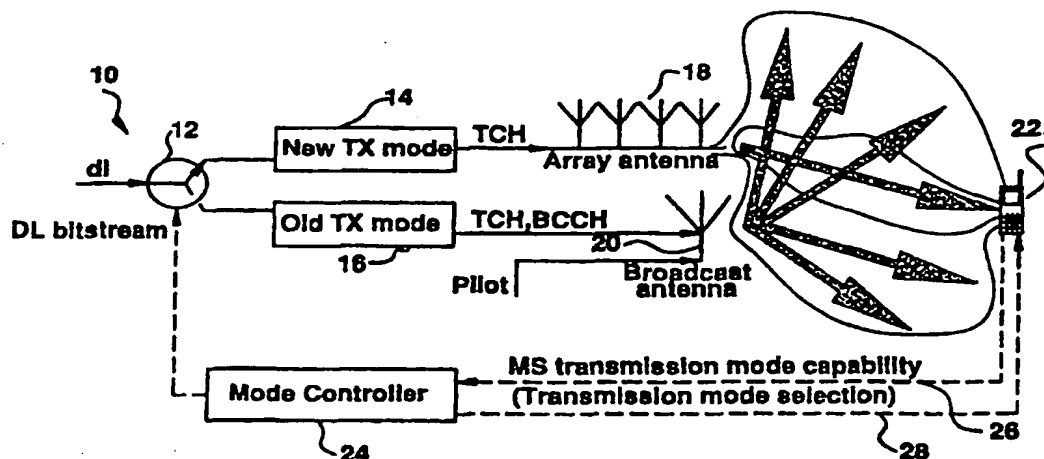 10
12
14
18
22
New TX mode
TCH
Array antenna
dl
DL bitstream
Old TX mode
TCH,BCCH
16
20
Pilot
Broadcast
antenna
MS transmission mode capability
Mode Controller
(Transmission mode selection)
24
28
26